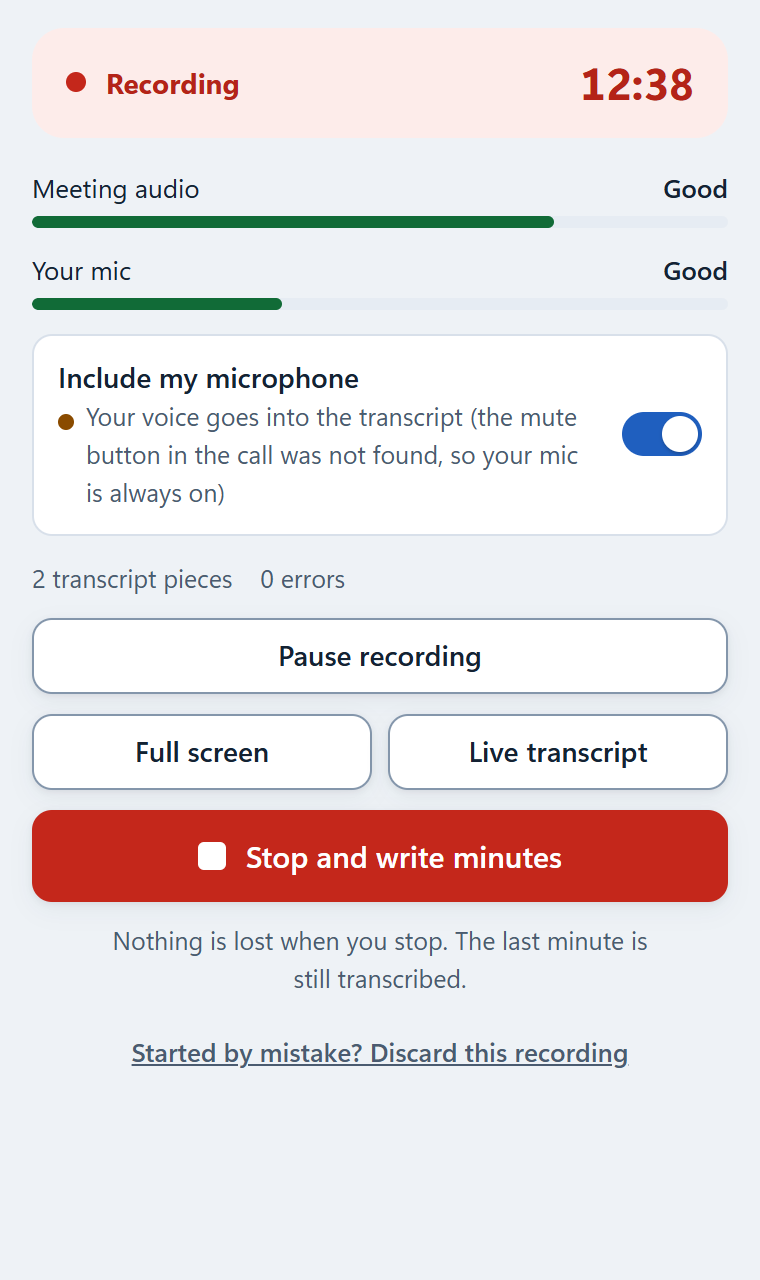 Recording 12:38
Meeting audio Good
Your mic Good
Include my microphone
Your voice goes into the transcript (the mute
button in the call was not found, so your mic
is always on)
2 transcript pieces 0 errors
Pause recording
Full screen Live transcript
Stop and write minutes
Nothing is lost when you stop. The last minute is
still transcribed.
Started by mistake? Discard this recording